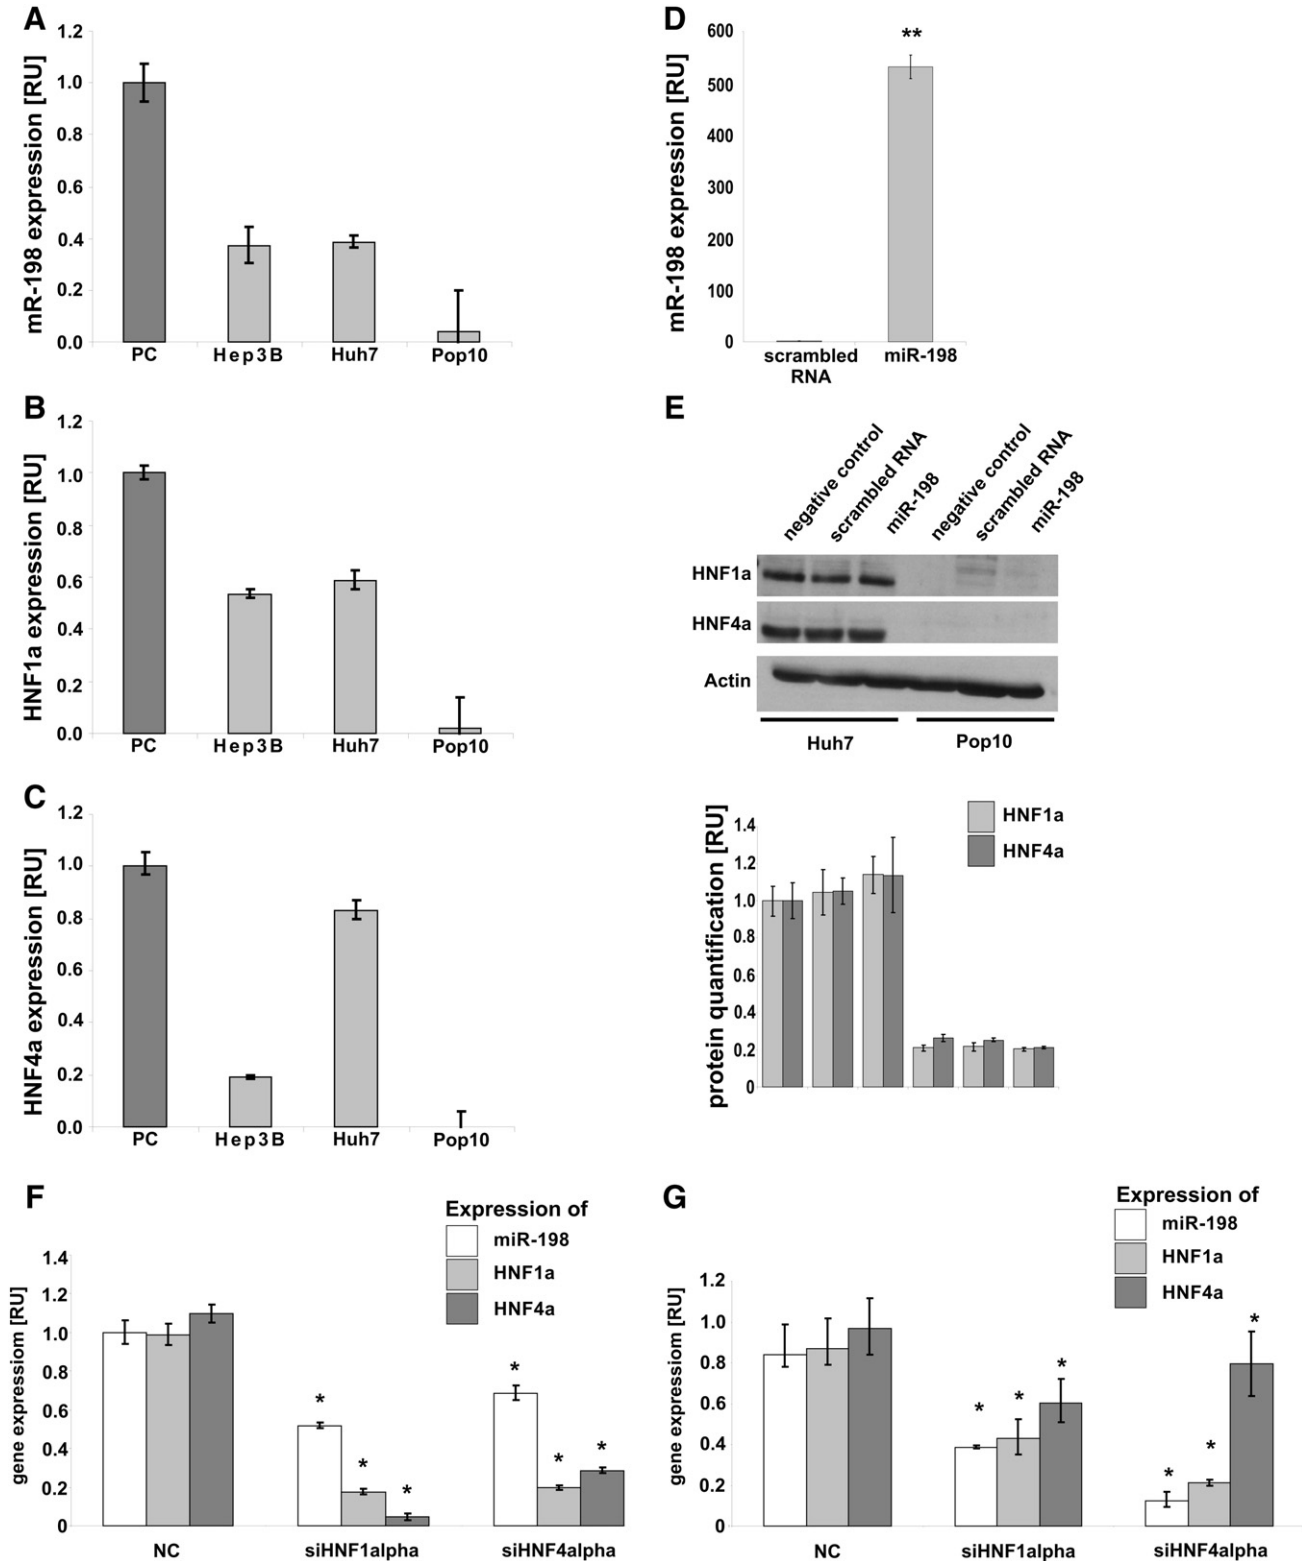 A
mR-198 expression [RU]
1.2
1.0
0.8
0.6
0.4
0.2
0.0
PC
Hep3B
Huh7
Pop10
B
HNF1a expression [RU]
1.2
1.0
0.8
0.6
0.4
0.2
0.0
PC
Hep3B
Huh7
Pop10
C
HNF4a expression [RU]
1.2
1.0
0.8
0.6
0.4
0.2
0.0
PC
Hep3B
Huh7
Pop10
D
mR-198 expression [RU]
600
500
400
300
200
100
0
**
scrambled
RNA
miR-198
E
negative control
scrambled RNA
miR-198
negative control
scrambled RNA
miR-198
HNF1a
HNF4a
Actin
Huh7
Pop10
protein quantification [RU]
1.4
1.2
1.0
0.8
0.6
0.4
0.2
0
HNF1a
HNF4a
F
Expression of
miR-198
HNF1a
HNF4a
gene expressiom [RU]
1.4
1.2
1.0
0.8
0.6
0.4
0.2
0
*
*
*
*
*
*
NC
siHNF1alpha
siHNF4alpha
G
Expression of
miR-198
HNF1a
HNF4a
gene expressiom [RU]
1.2
1.0
0.8
0.6
0.4
0.2
0
*
*
*
*
*
*
NC
siHNF1alpha
siHNF4alpha